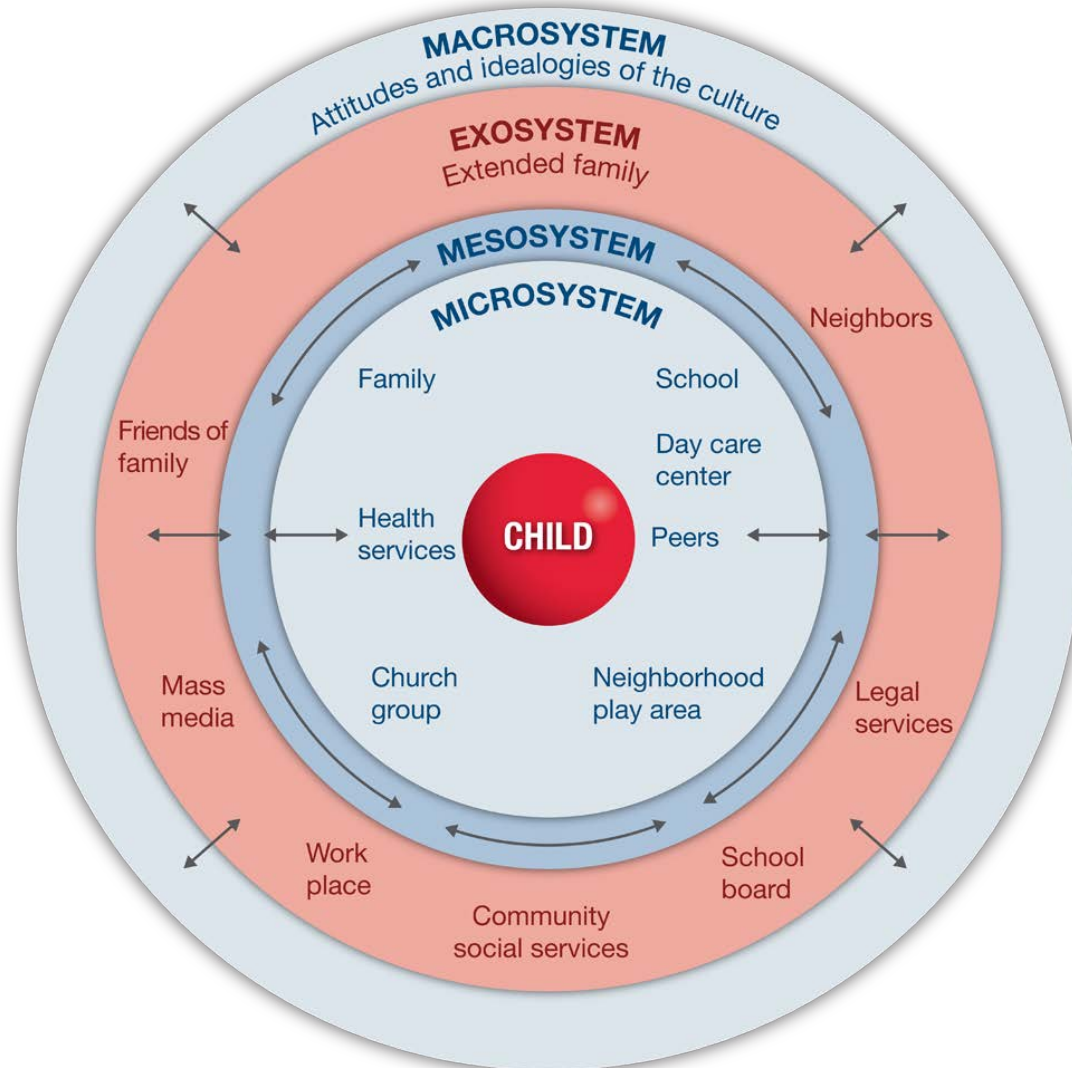 MACROSYSTEM
Attitudes and idealogies of the culture
EXOSYSTEM
Extended family
MESOSYSTEM
MICROSYSTEM
Neighbors
Family
School
Friends of
family
Day care
center
Health
services
CHILD
Peers
Church
group
Neighborhood
play area
Mass
media
Legal
services
Work
place
School
board
Community
social services